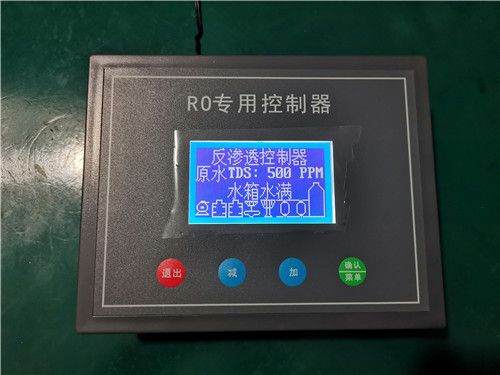 RO专用控制器
反渗透控制器
原水TDS: 500 PPM
水箱水满
退出 减 加 确认
菜单